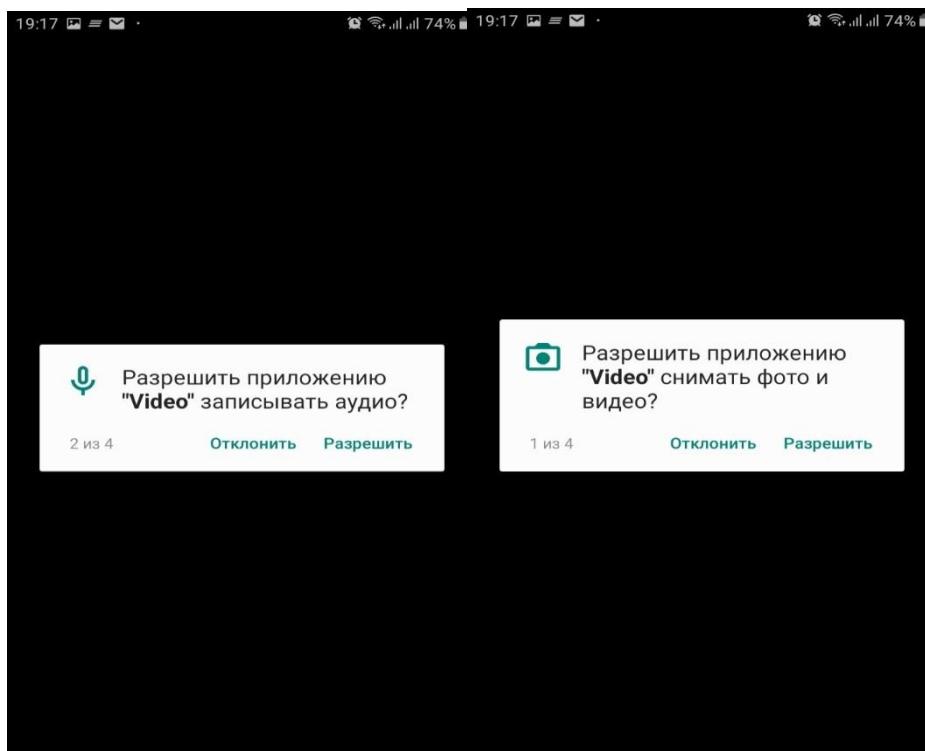 19:17
74%
Разрешить приложению
"Video" записывать аудио?
2 из 4
Отклонить
Разрешить
19:17
74%
Разрешить приложению
"Video" снимать фото и
видео?
1 из 4
Отклонить
Разрешить